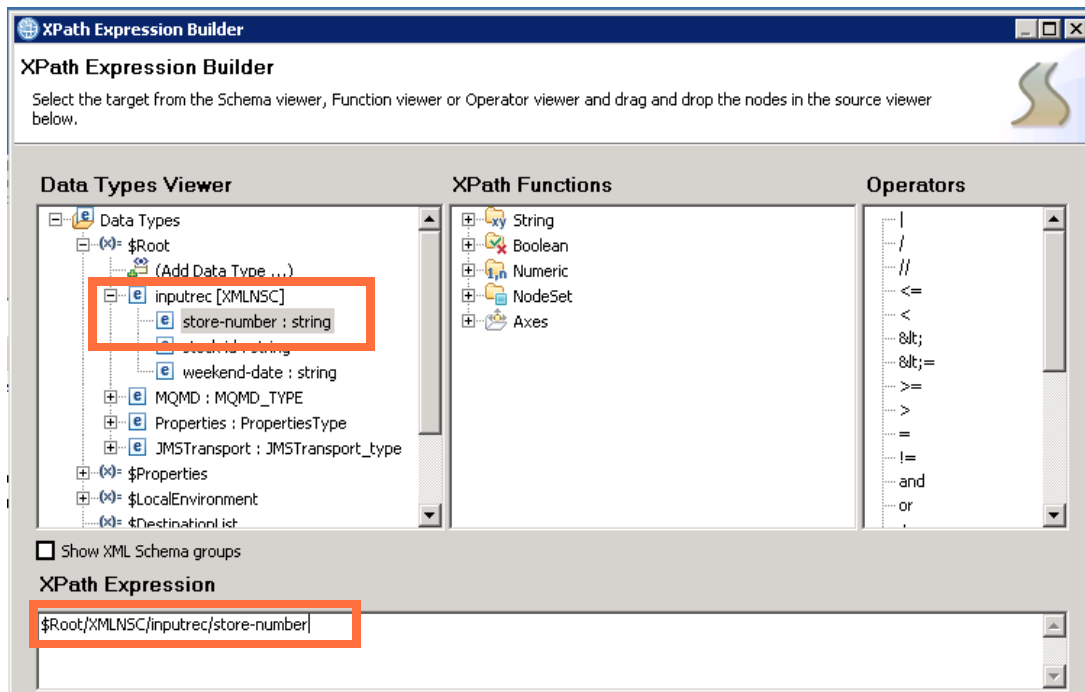 XPath Expression Builder
XPath Expression Builder
Select the target from the Schema viewer, Function viewer or Operator viewer and drag and drop the nodes in the source viewer
below.
Data Types Viewer
XPath Functions
Operators
Data Types
$Root
(Add Data Type ...)
inputrec [XMLNSC]
store-number : string
stock-id : string
weekend-date : string
MQMD : MQMD_TYPE
Properties : PropertiesType
JMSTransport : JMSTransport_type
$Properties
$LocalEnvironment
$DestinationList
String
Boolean
Numeric
NodeSet
Axes
|
/
//
<=
<
&lt;
&lt;=
>=
>
=
!=
and
or
Show XML Schema groups
XPath Expression
$Root/XMLNSC/inputrec/store-number